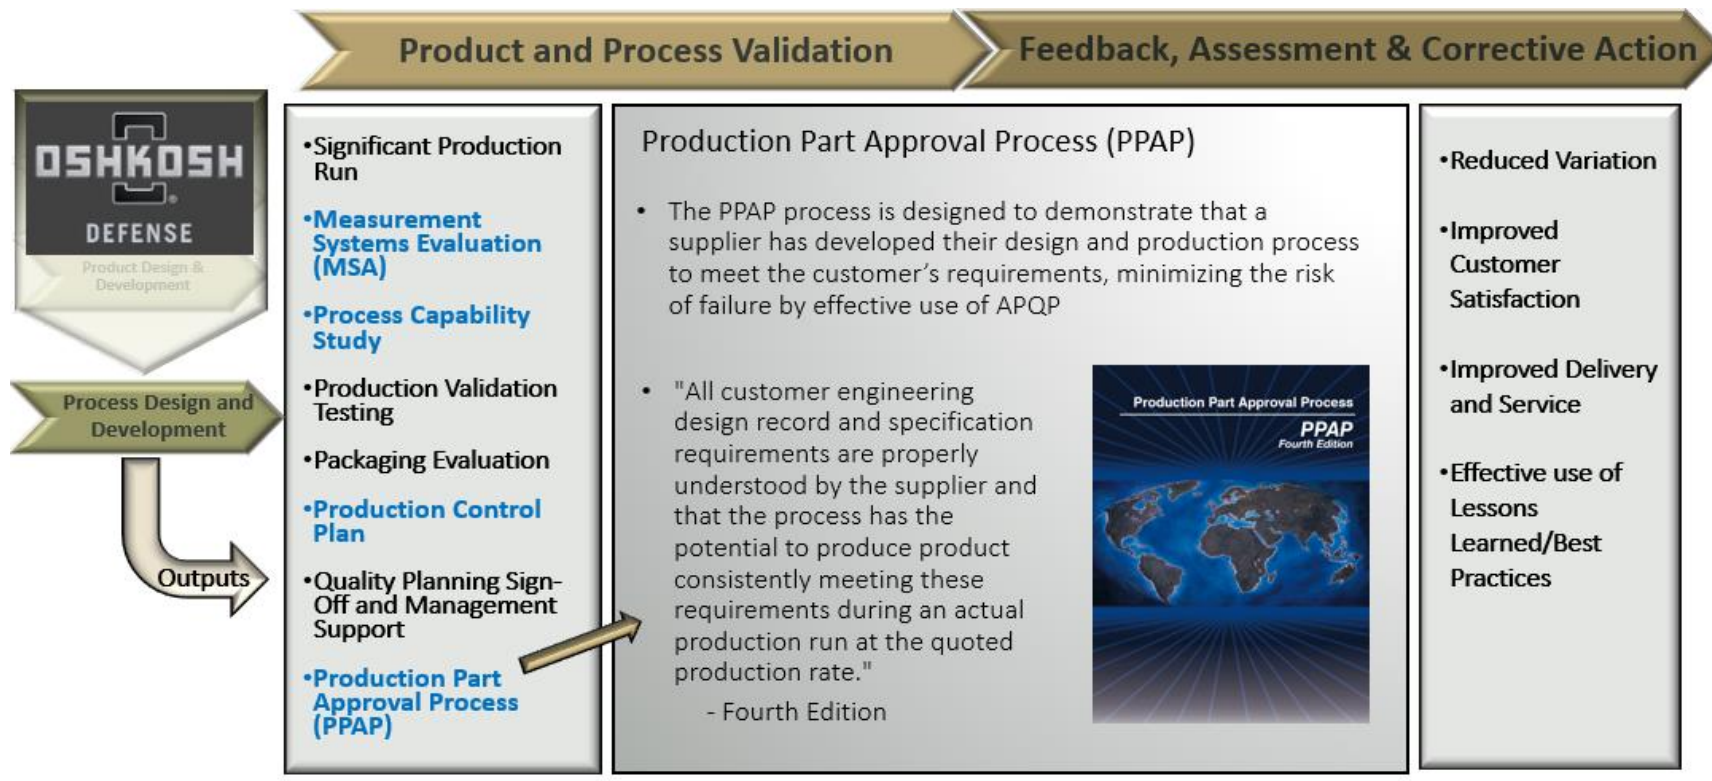 Product and Process Validation
Feedback, Assessment & Corrective Action
OSHKOSH
DEFENSE
Product Design &
Development
Process Design and
Development
Outputs
•Significant Production
Run
•Measurement
Systems Evaluation
(MSA)
•Process Capability
Study
•Production Validation
Testing
•Packaging Evaluation
•Production Control
Plan
•Quality Planning Sign-
Off and Management
Support
•Production Part
Approval Process
(PPAP)
Production Part Approval Process (PPAP)
• The PPAP process is designed to demonstrate that a
supplier has developed their design and production process
to meet the customer’s requirements, minimizing the risk
of failure by effective use of APQP
• "All customer engineering
design record and specification
requirements are properly
understood by the supplier and
that the process has the
potential to produce product
consistently meeting these
requirements during an actual
production run at the quoted
production rate."
- Fourth Edition
Production Part Approval Process
PPAP
Fourth Edition
•Reduced Variation
•Improved
Customer
Satisfaction
•Improved Delivery
and Service
•Effective use of
Lessons
Learned/Best
Practices